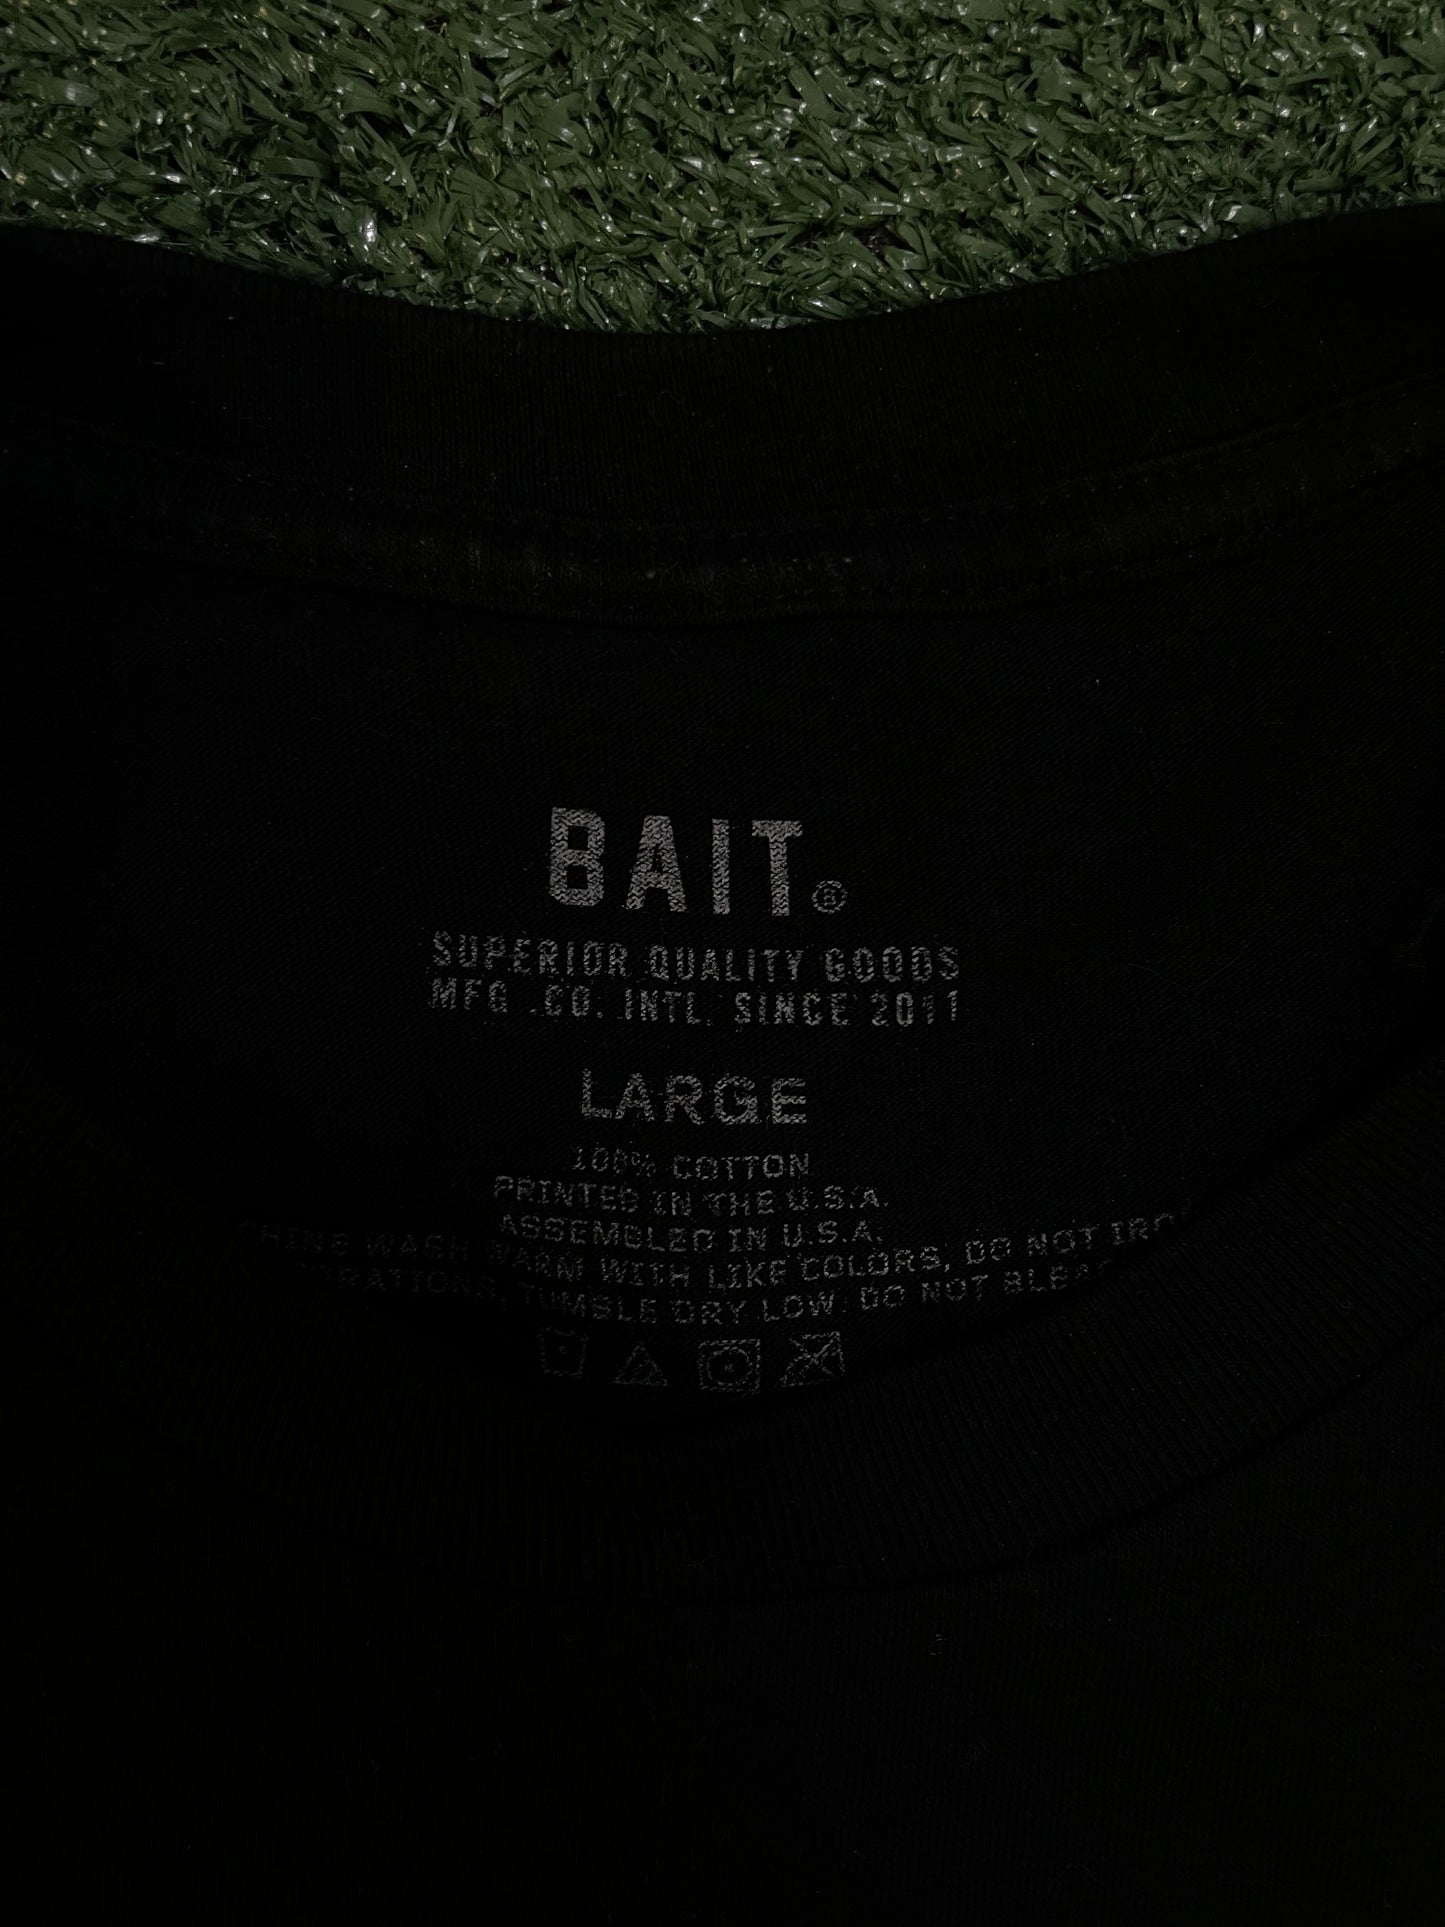 BAIT®
SUPERIOR QUALITY GOODS
MFG .CO. INTL. SINCE 2011
LARGE
100% COTTON
PRINTED IN THE U.S.A.
ASSEMBLED IN U.S.A.
WASH WARM WITH LIKE COLORS, DO NOT
TUMBLE DRY LOW. DO NOT